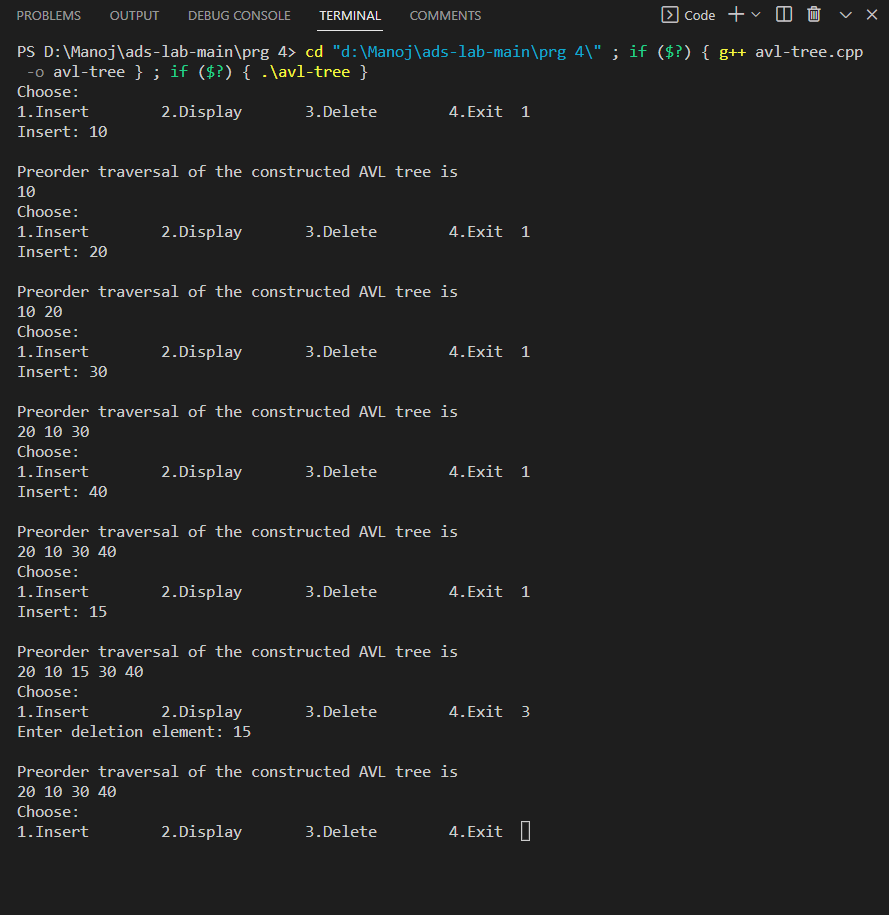 PROBLEMS OUTPUT DEBUG CONSOLE TERMINAL COMMENTS Code
PS D:\Manoj\ads-lab-main\prg 4> cd "d:\Manoj\ads-lab-main\prg 4\" ; if ($?) { g++ avl-tree.cpp
-o avl-tree } ; if ($?) { .\avl-tree }
Choose:
1.Insert 2.Display 3.Delete 4.Exit 1
Insert: 10
Preorder traversal of the constructed AVL tree is
10
Choose:
1.Insert 2.Display 3.Delete 4.Exit 1
Insert: 20
Preorder traversal of the constructed AVL tree is
10 20
Choose:
1.Insert 2.Display 3.Delete 4.Exit 1
Insert: 30
Preorder traversal of the constructed AVL tree is
20 10 30
Choose:
1.Insert 2.Display 3.Delete 4.Exit 1
Insert: 40
Preorder traversal of the constructed AVL tree is
20 10 30 40
Choose:
1.Insert 2.Display 3.Delete 4.Exit 1
Insert: 15
Preorder traversal of the constructed AVL tree is
20 10 15 30 40
Choose:
1.Insert 2.Display 3.Delete 4.Exit 3
Enter deletion element: 15
Preorder traversal of the constructed AVL tree is
20 10 30 40
Choose:
1.Insert 2.Display 3.Delete 4.Exit